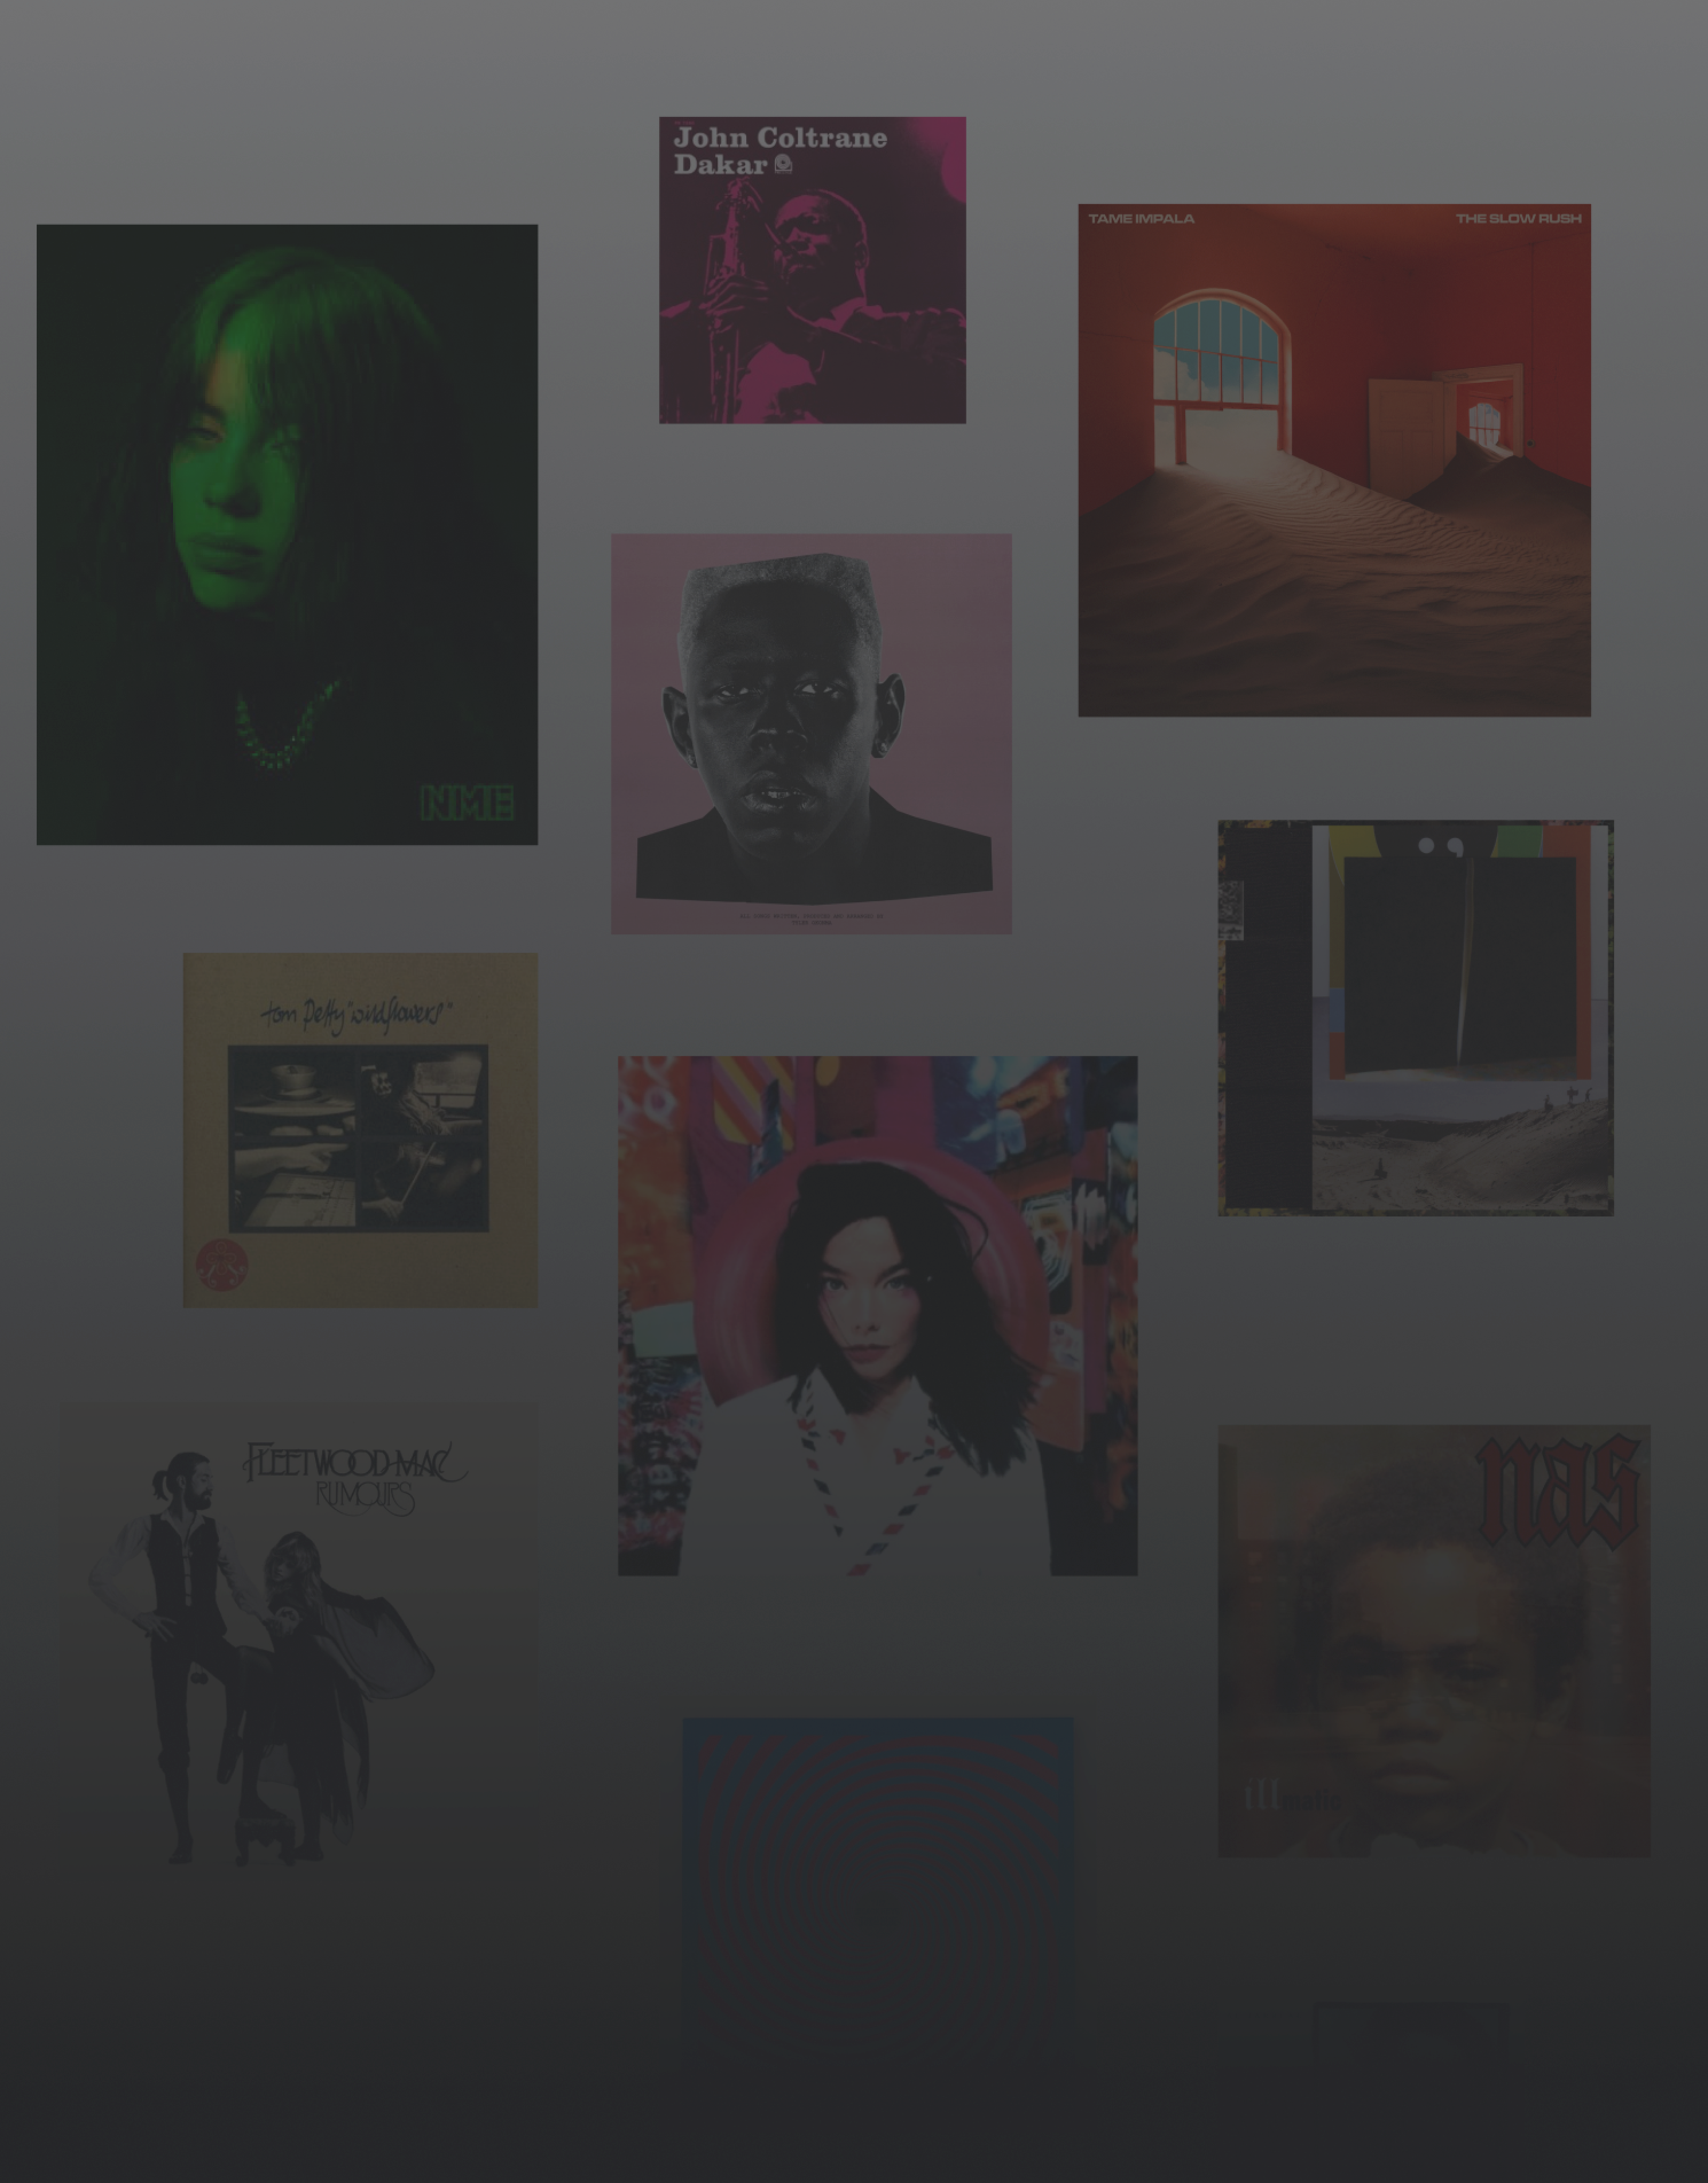 John Coltrane
Dakar
TAME IMPALA
THE SLOW RUSH
NME
ALL SONGS WRITTEN, PRODUCED AND ARRANGED BY
TYLER OKONMA
tom Petty "wildflowers"
FLEETWOOD MAC
RUMOURS
nas
illmatic